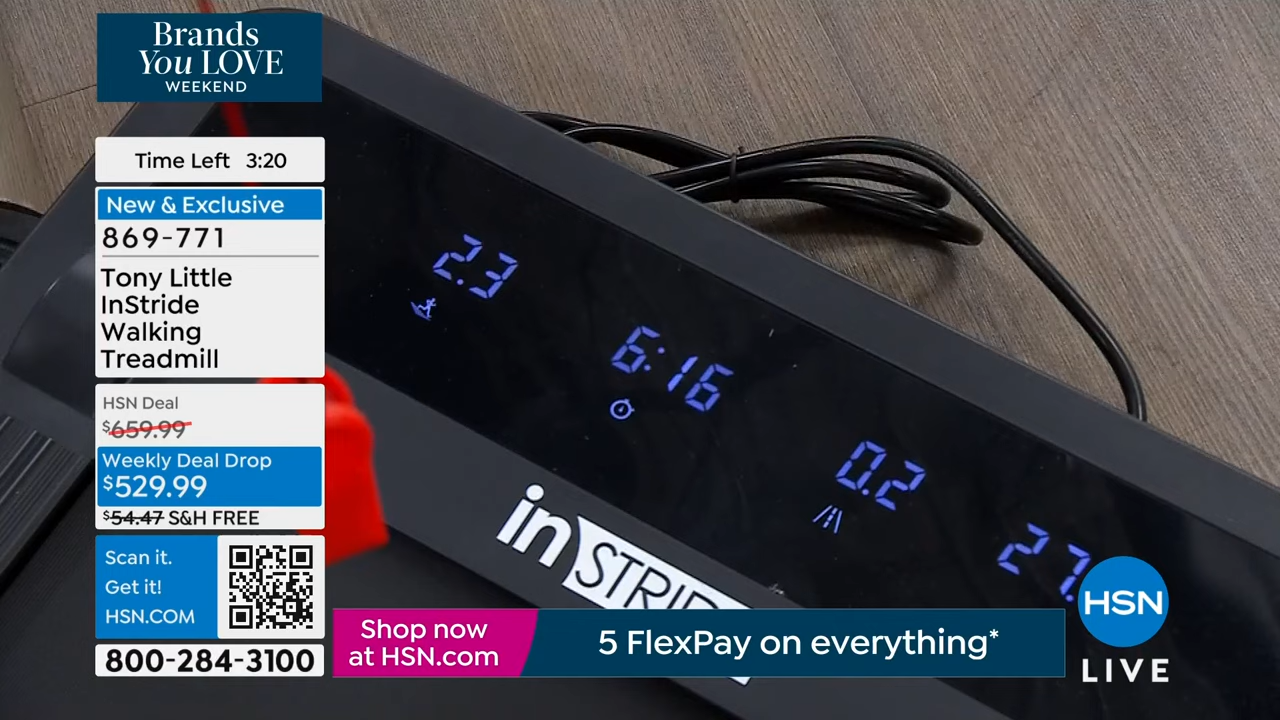 Brands
You LOVE
WEEKEND
Time Left 3:20
New & Exclusive
869-771
Tony Little
InStride
Walking
Treadmill
HSN Deal
$659.99
Weekly Deal Drop
$529.99
$54.47 S&H FREE
Scan it.
Get it!
HSN.COM
800-284-3100
2.3
6:16
0.2
27.
in
Shop now
at HSN.com
5 FlexPay on everything*
HSN
LIVE